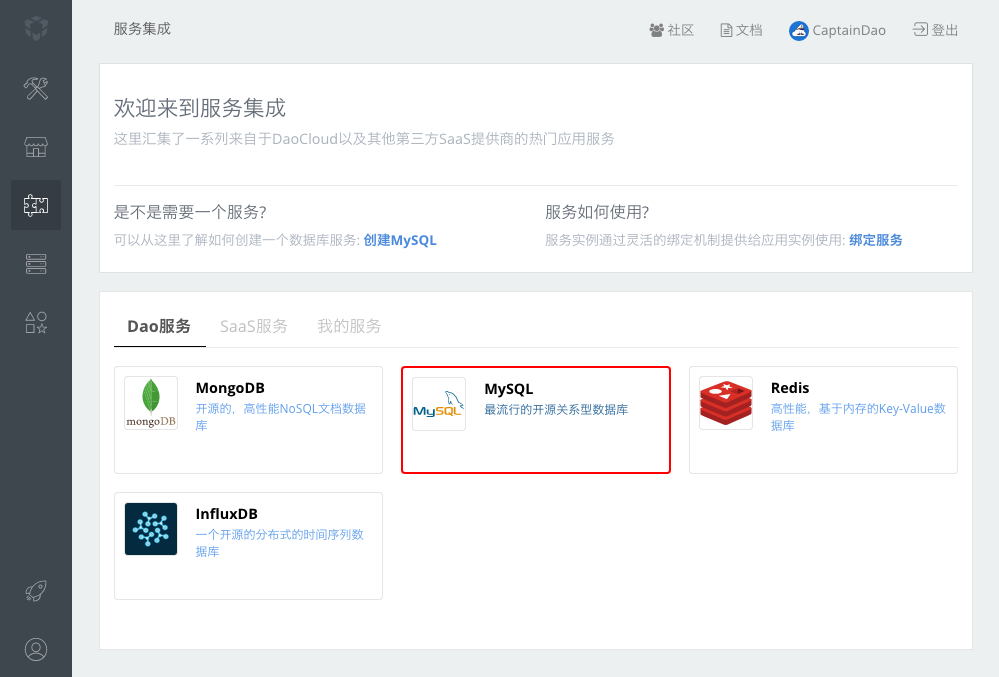 服务集成
社区 文档 CaptainDao 登出
欢迎来到服务集成
这里汇集了一系列来自于DaoCloud以及其他第三方SaaS提供商的热门应用服务
是不是需要一个服务?
可以从这里了解如何创建一个数据库服务: 创建MySQL
服务如何使用?
服务实例通过灵活的绑定机制提供给应用实例使用: 绑定服务
Dao服务 SaaS服务 我的服务
mongoDB
MongoDB
开源的，高性能NoSQL文档数据
库
MySQL
MySQL
最流行的开源关系型数据库
Redis
高性能，基于内存的Key-Value数
据库
InfluxDB
一个开源的分布式的时间序列数
据库